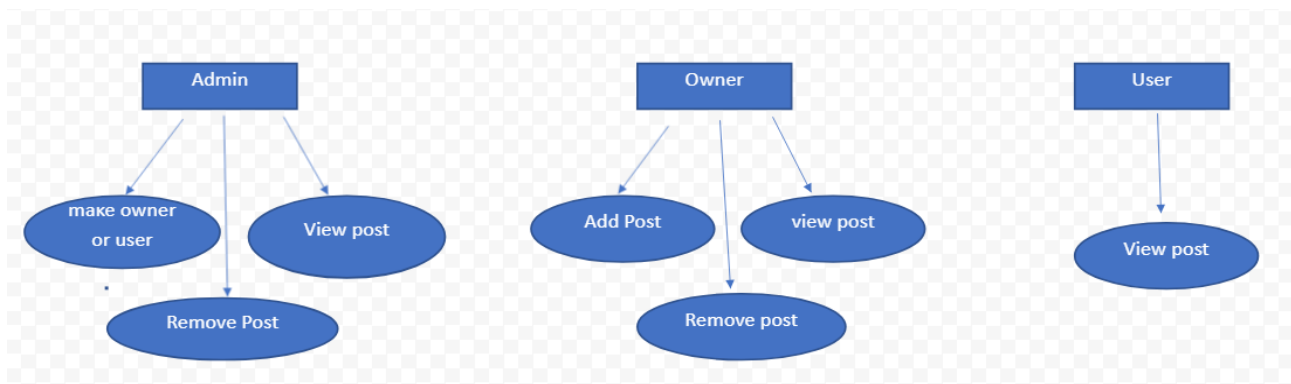 Admin
Owner
User
make owner
or user
View post
Add Post
view post
View post
Remove Post
Remove post